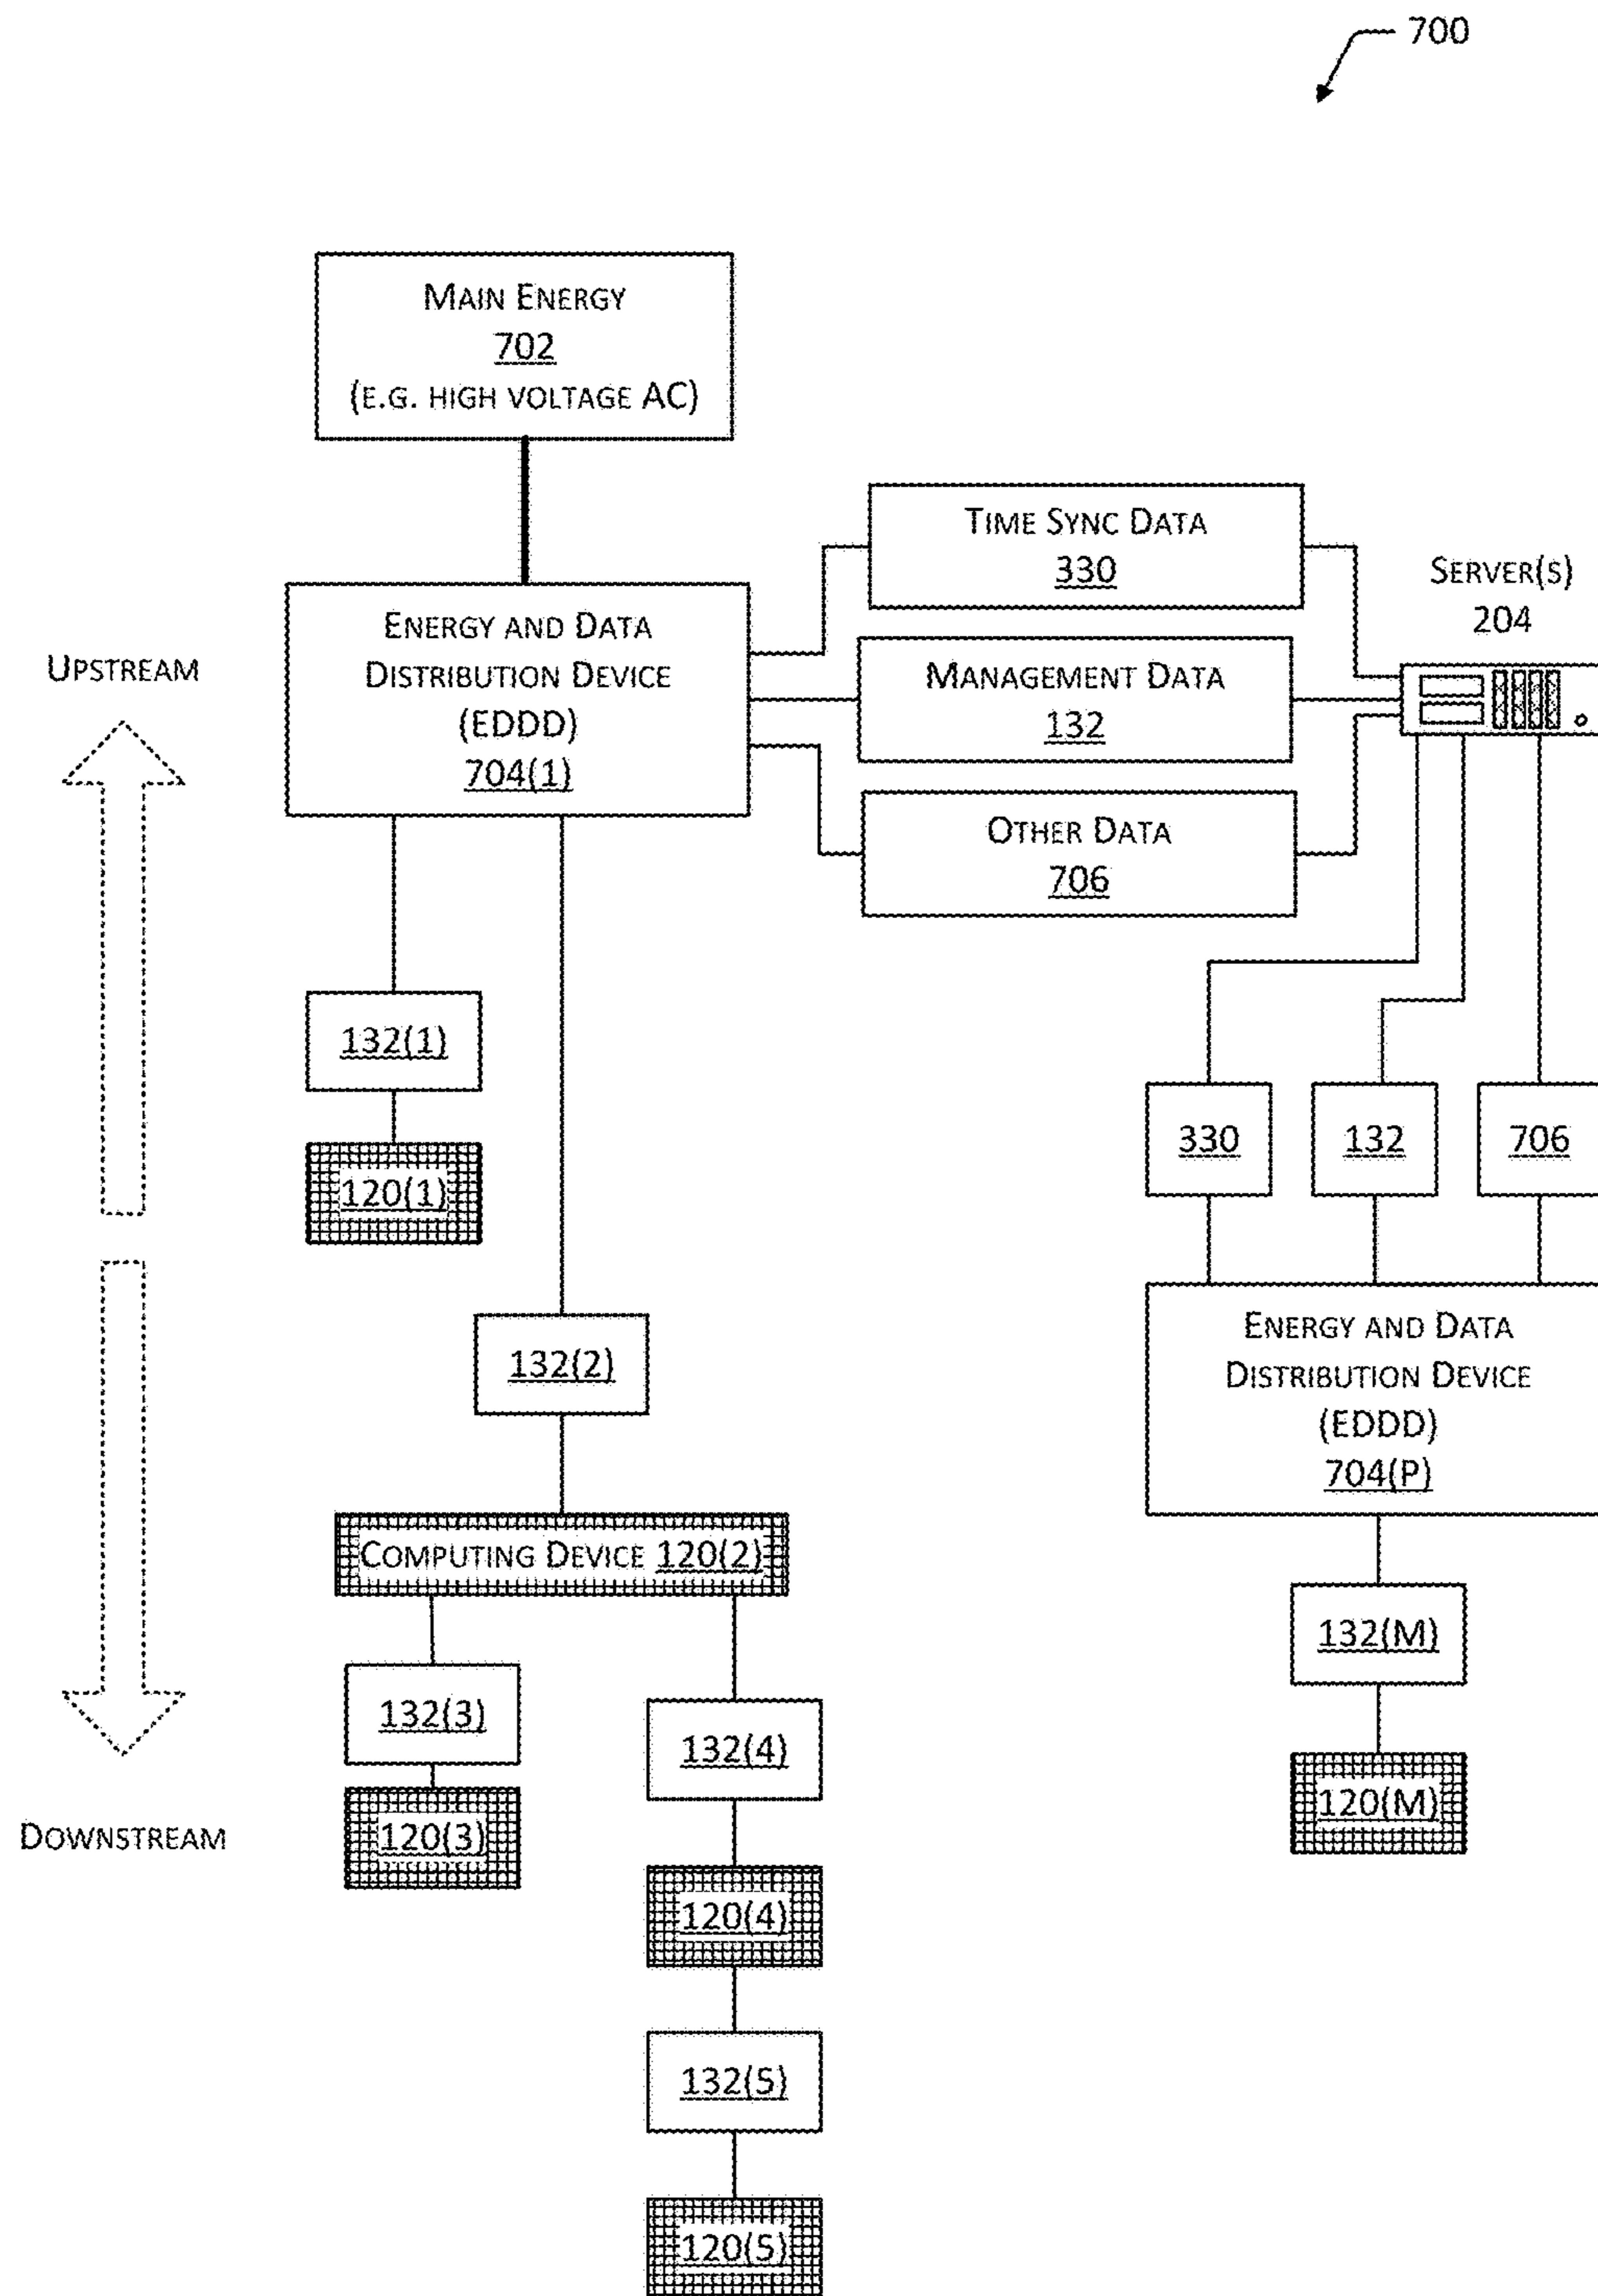 700
MAIN ENERGY
702
(E.G. HIGH VOLTAGE AC)
TIME SYNC DATA
330
SERVER(S)
204
ENERGY AND DATA
DISTRIBUTION DEVICE
(EDDD)
704(1)
UPSTREAM
MANAGEMENT DATA
132
OTHER DATA
706
132(1)
120(1)
330
132
706
132(2)
ENERGY AND DATA
DISTRIBUTION DEVICE
(EDDD)
704(P)
COMPUTING DEVICE 120(2)
132(3)
132(4)
132(M)
120(3)
120(M)
DOWNSTREAM
120(4)
132(5)
120(5)